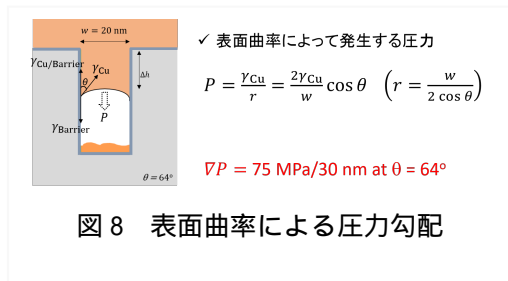 w = 20 nm
γCu/Barrier
γCu
θ
Δh
P
γBarrier
θ = 64°
✓ 表面曲率によって発生する圧力
P = γCu/r = 2γCu/w cos θ (r = w/2 cos θ)
∇P = 75 MPa/30 nm at θ = 64°
図 8 表面曲率による圧力勾配